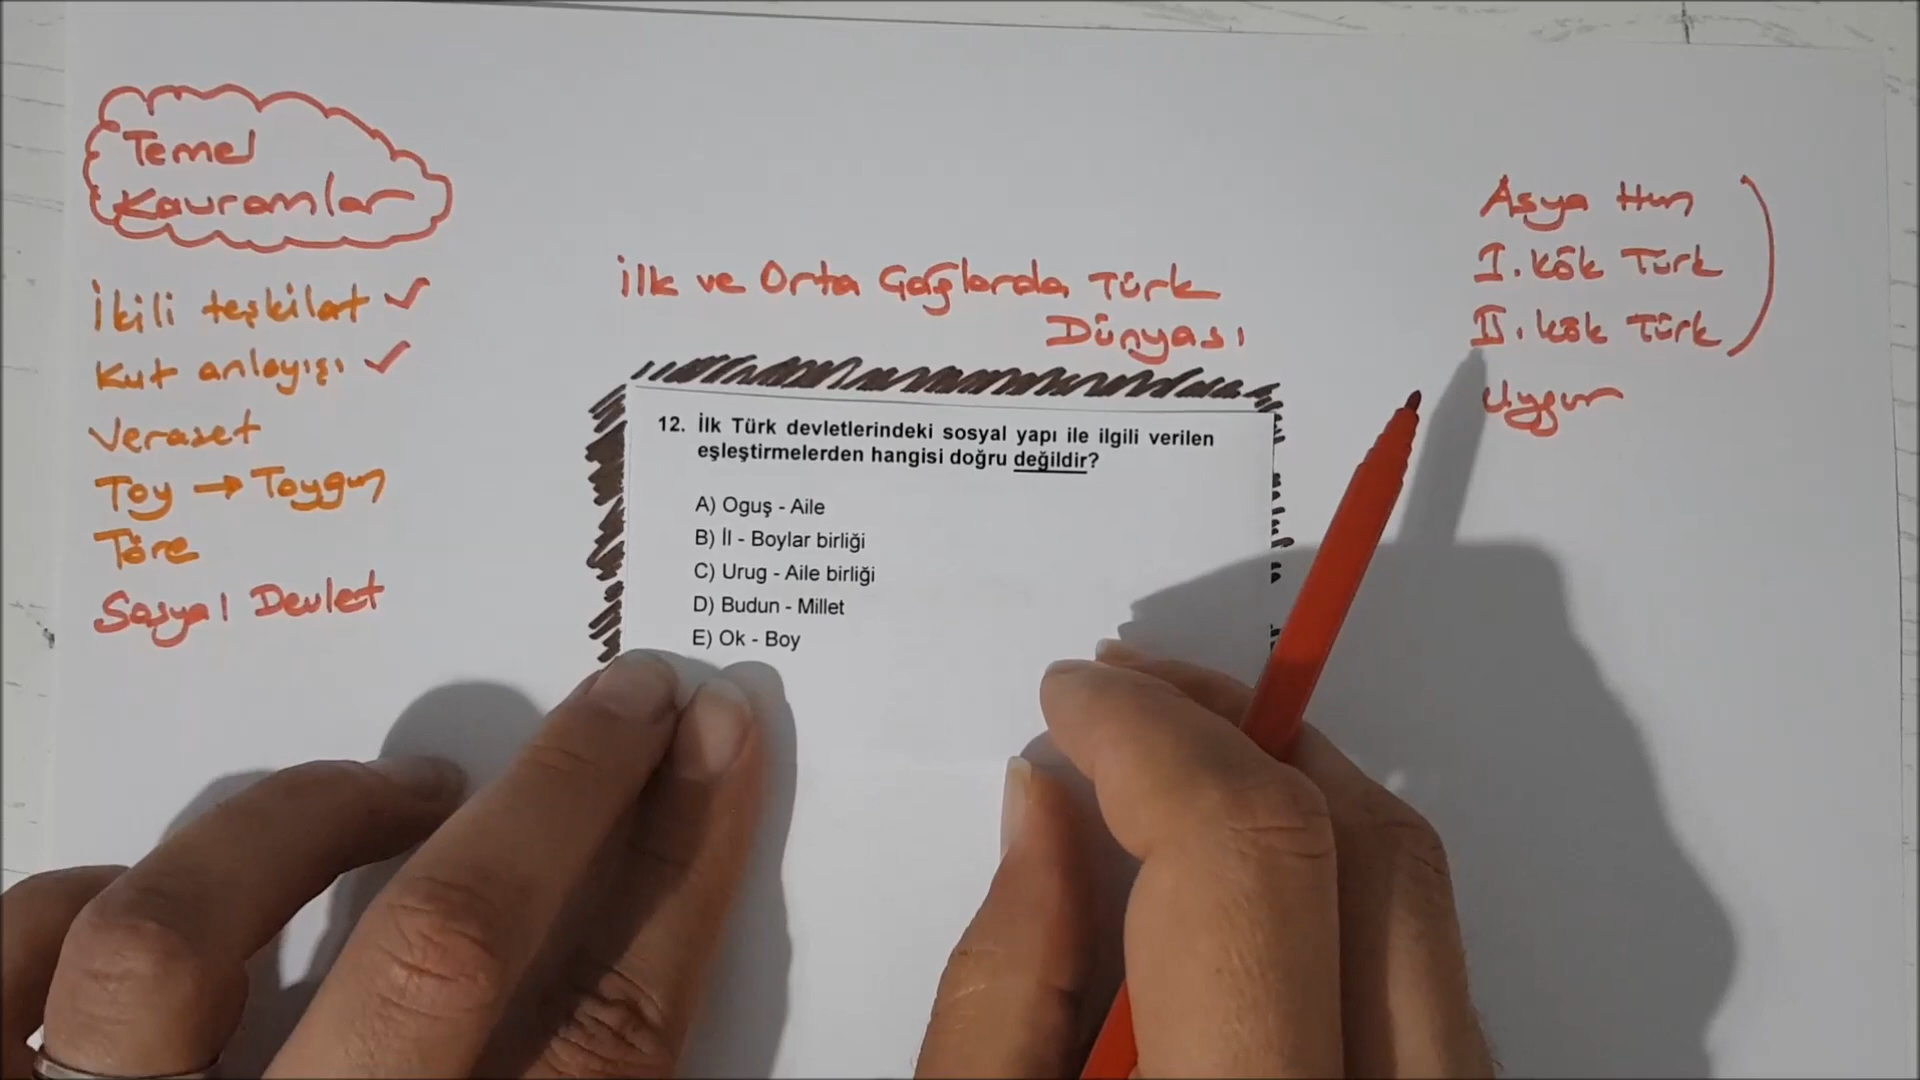 Temel
Kavramlar
İkili teşkilat ✓
Kut anlayışı ✓
Veraset
Toy → Toygun
Töre
Sosyal Devlet
İlk ve Orta Çağlarda Türk
Dünyası
12. İlk Türk devletlerindeki sosyal yapı ile ilgili verilen
eşleştirmelerden hangisi doğru değildir?
A) Oguş - Aile
B) İl - Boylar birliği
C) Urug - Aile birliği
D) Budun - Millet
E) Ok - Boy
Asya Hun
I. kök Türk
II. kök Türk
Uygur